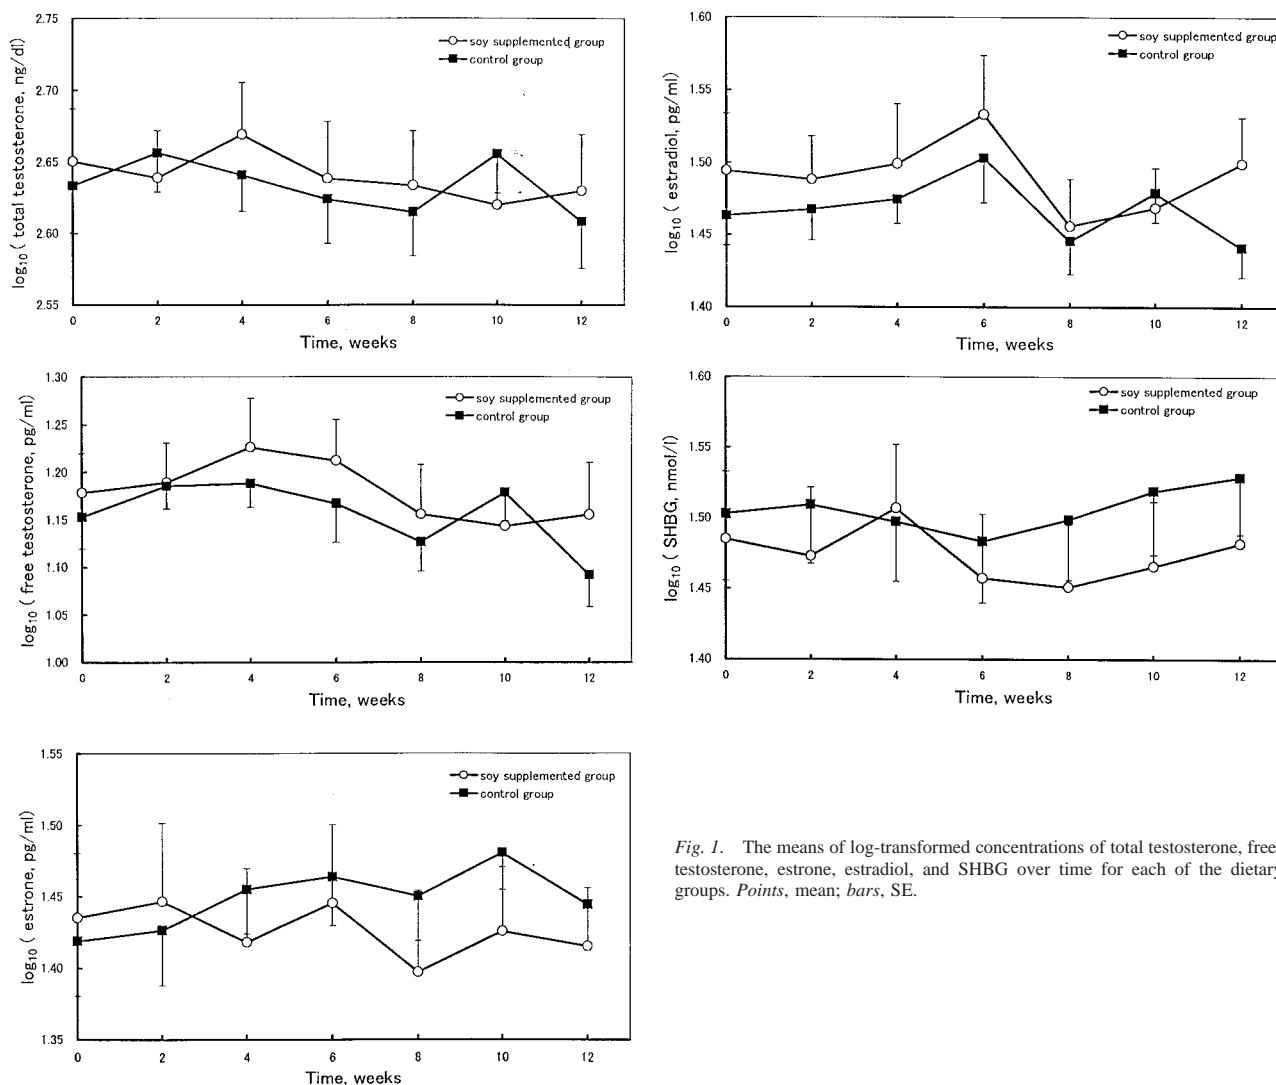 2.75
2.70
2.65
2.60
2.55
log10 ( total testosterone, ng/dl)
soy supplemented group
control group
0 2 4 6 8 10 12
Time, weeks
1.60
1.55
1.50
1.45
1.40
log10 ( estradiol, pg/ml)
soy supplemented group
control group
0 2 4 6 8 10 12
Time, weeks
1.30
1.25
1.20
1.15
1.10
1.05
1.00
log10 ( free testosterone, pg/ml)
soy supplemented group
control group
0 2 4 6 8 10 12
Time, weeks
1.60
1.55
1.50
1.45
1.40
log10 ( SHBG, nmol/l)
soy supplemented group
control group
0 2 4 6 8 10 12
Time, weeks
1.55
1.50
1.45
1.40
1.35
log10 ( estrone, pg/ml)
soy supplemented group
control group
0 2 4 6 8 10 12
Time, weeks
Fig. 1. The means of log-transformed concentrations of total testosterone, free
testosterone, estrone, estradiol, and SHBG over time for each of the dietary
groups. Points, mean; bars, SE.